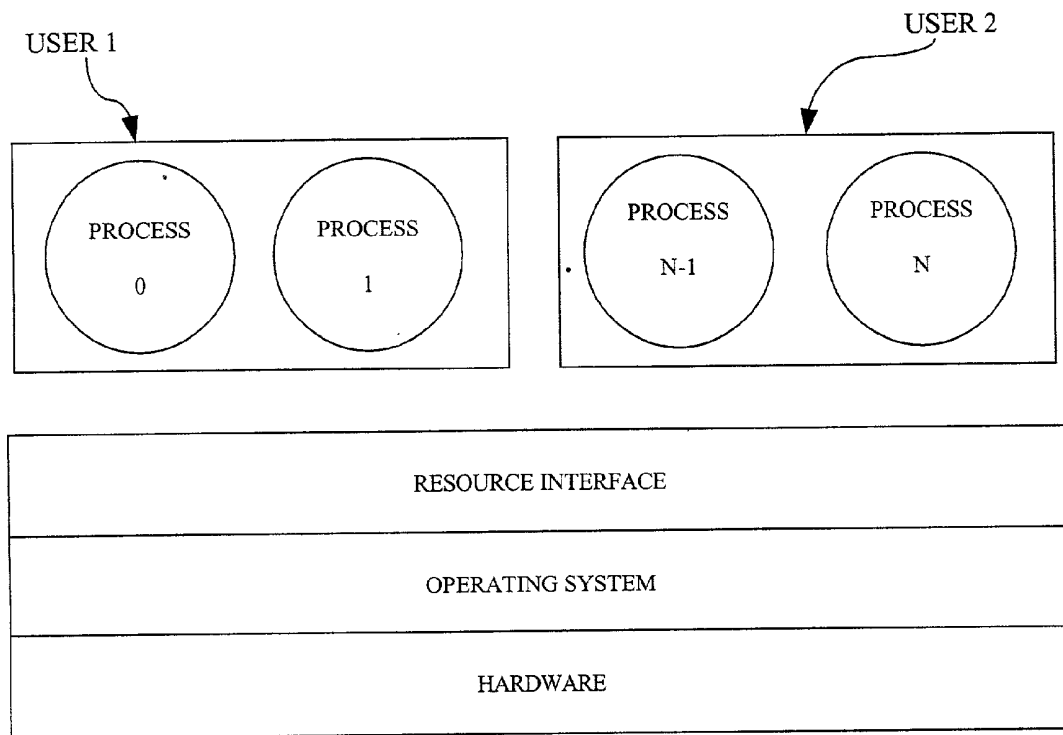 USER 1
USER 2
PROCESS
0
PROCESS
1
PROCESS
N-1
PROCESS
N
RESOURCE INTERFACE
OPERATING SYSTEM
HARDWARE